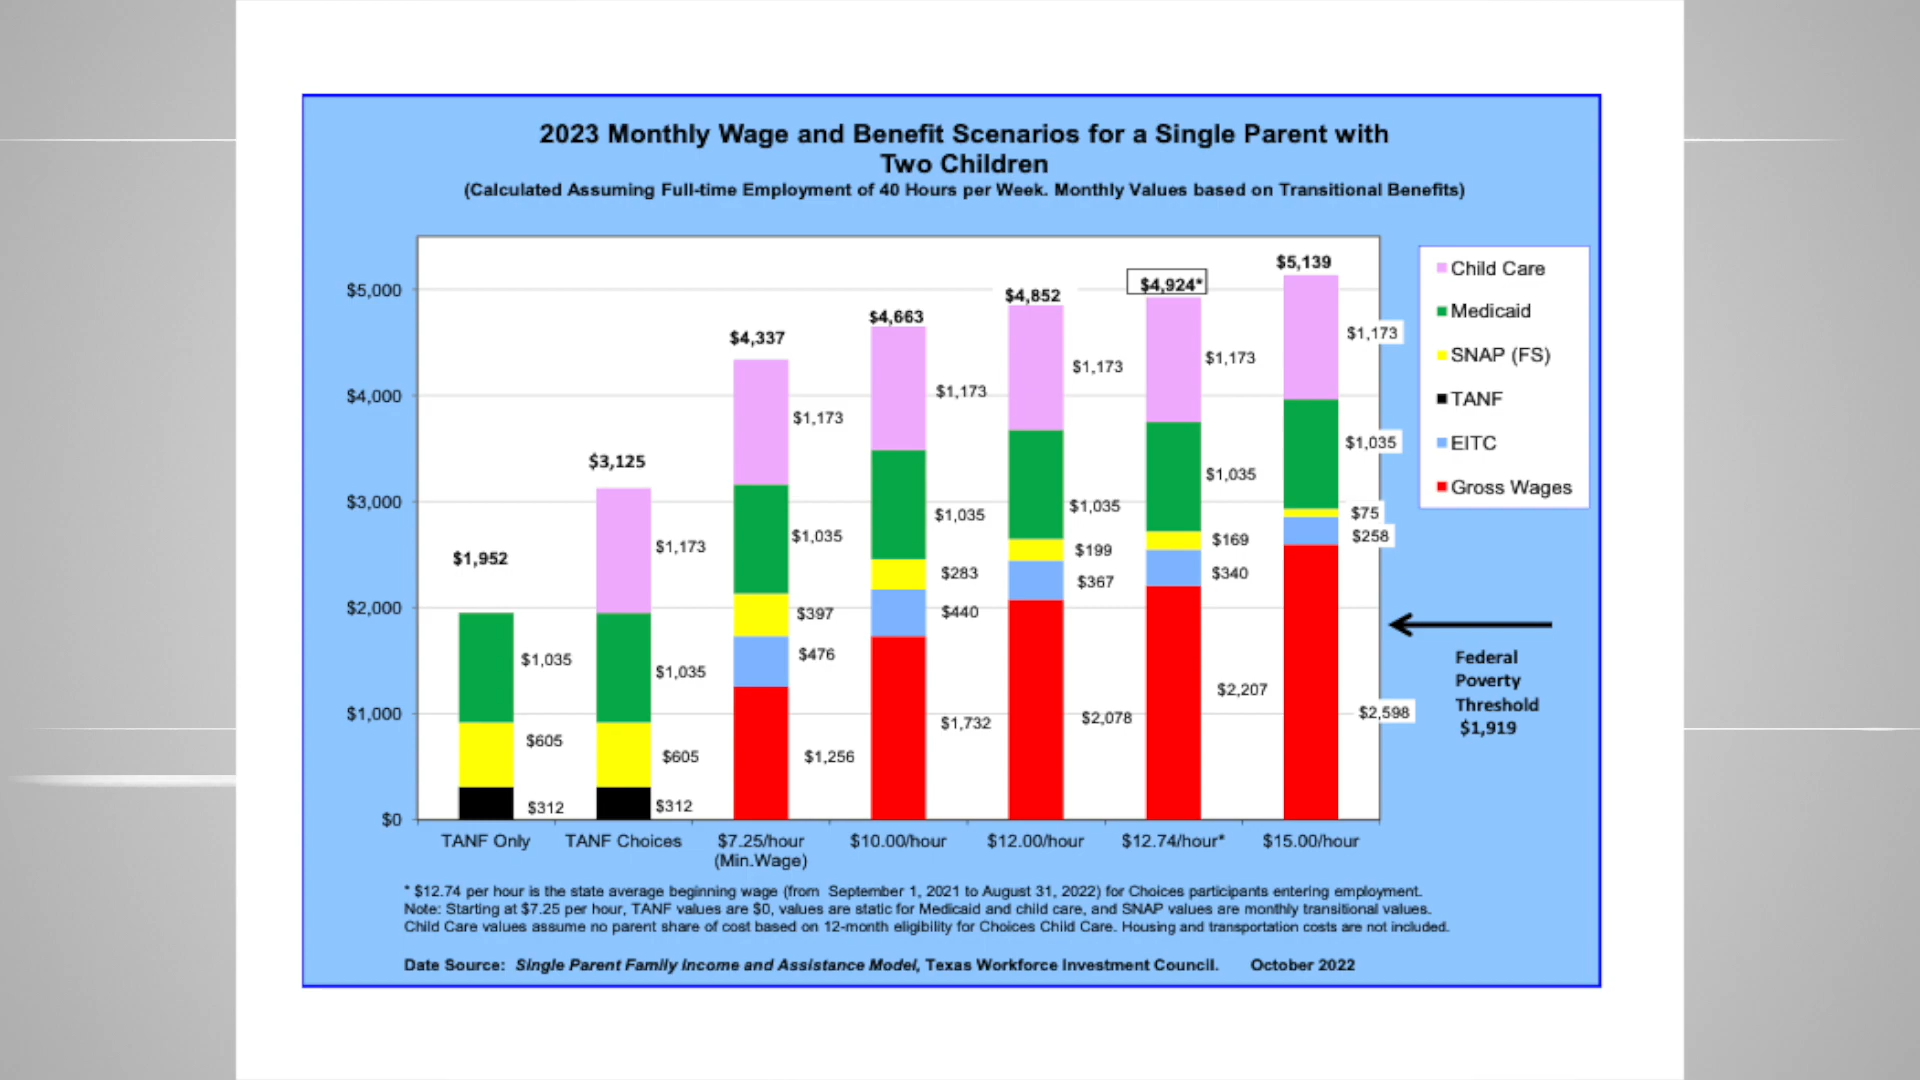 2023 Monthly Wage and Benefit Scenarios for a Single Parent with
Two Children
(Calculated Assuming Full-time Employment of 40 Hours per Week. Monthly Values based on Transitional Benefits)
$5,000
$4,000
$3,000
$2,000
$1,000
$0
$1,952
$1,035
$605
$312
$3,125
$1,173
$1,035
$605
$312
$4,337
$1,173
$1,035
$397
$476
$1,256
$4,663
$1,173
$1,035
$283
$440
$1,732
$4,852
$1,173
$1,035
$199
$367
$2,078
$4,924*
$1,173
$1,035
$169
$340
$2,207
$5,139
$1,173
$1,035
$75
$258
$2,598
TANF Only
TANF Choices
$7.25/hour
(Min.Wage)
$10.00/hour
$12.00/hour
$12.74/hour*
$15.00/hour
Child Care
Medicaid
SNAP (FS)
TANF
EITC
Gross Wages
Federal
Poverty
Threshold
$1,919
* $12.74 per hour is the state average beginning wage (from September 1, 2021 to August 31, 2022) for Choices participants entering employment.
Note: Starting at $7.25 per hour, TANF values are $0, values are static for Medicaid and child care, and SNAP values are monthly transitional values.
Child Care values assume no parent share of cost based on 12-month eligibility for Choices Child Care. Housing and transportation costs are not included.
Date Source: Single Parent Family Income and Assistance Model, Texas Workforce Investment Council. October 2022